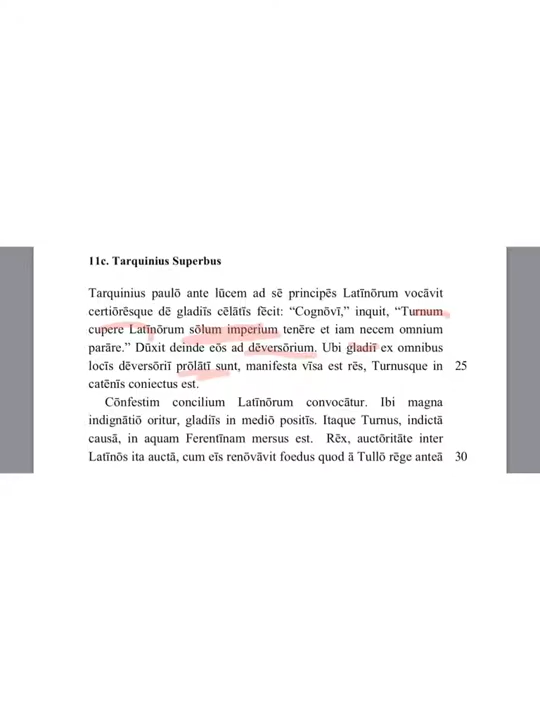 11c. Tarquinius Superbus
Tarquinius paulō ante lūcem ad sē principēs Latīnōrum vocāvit
certiōrēsque dē gladiīs cēlātīs fēcit: “Cognōvī,” inquit, “Turnum
cupere Latīnōrum sōlum imperium tenēre et iam necem omnium
parāre.” Dūxit deinde eōs ad dēversōrium. Ubi gladiī ex omnibus
locīs dēversōriī prōlātī sunt, manifesta vīsa est rēs, Turnusque in 25
catēnīs coniectus est.
Cōnfestim concilium Latīnōrum convocātur. Ibi magna
indignātiō oritur, gladiīs in mediō positīs. Itaque Turnus, indictā
causā, in aquam Ferentīnam mersus est. Rēx, auctōritāte inter
Latīnōs ita auctā, cum eīs renōvāvit foedus quod ā Tullō rēge anteā 30